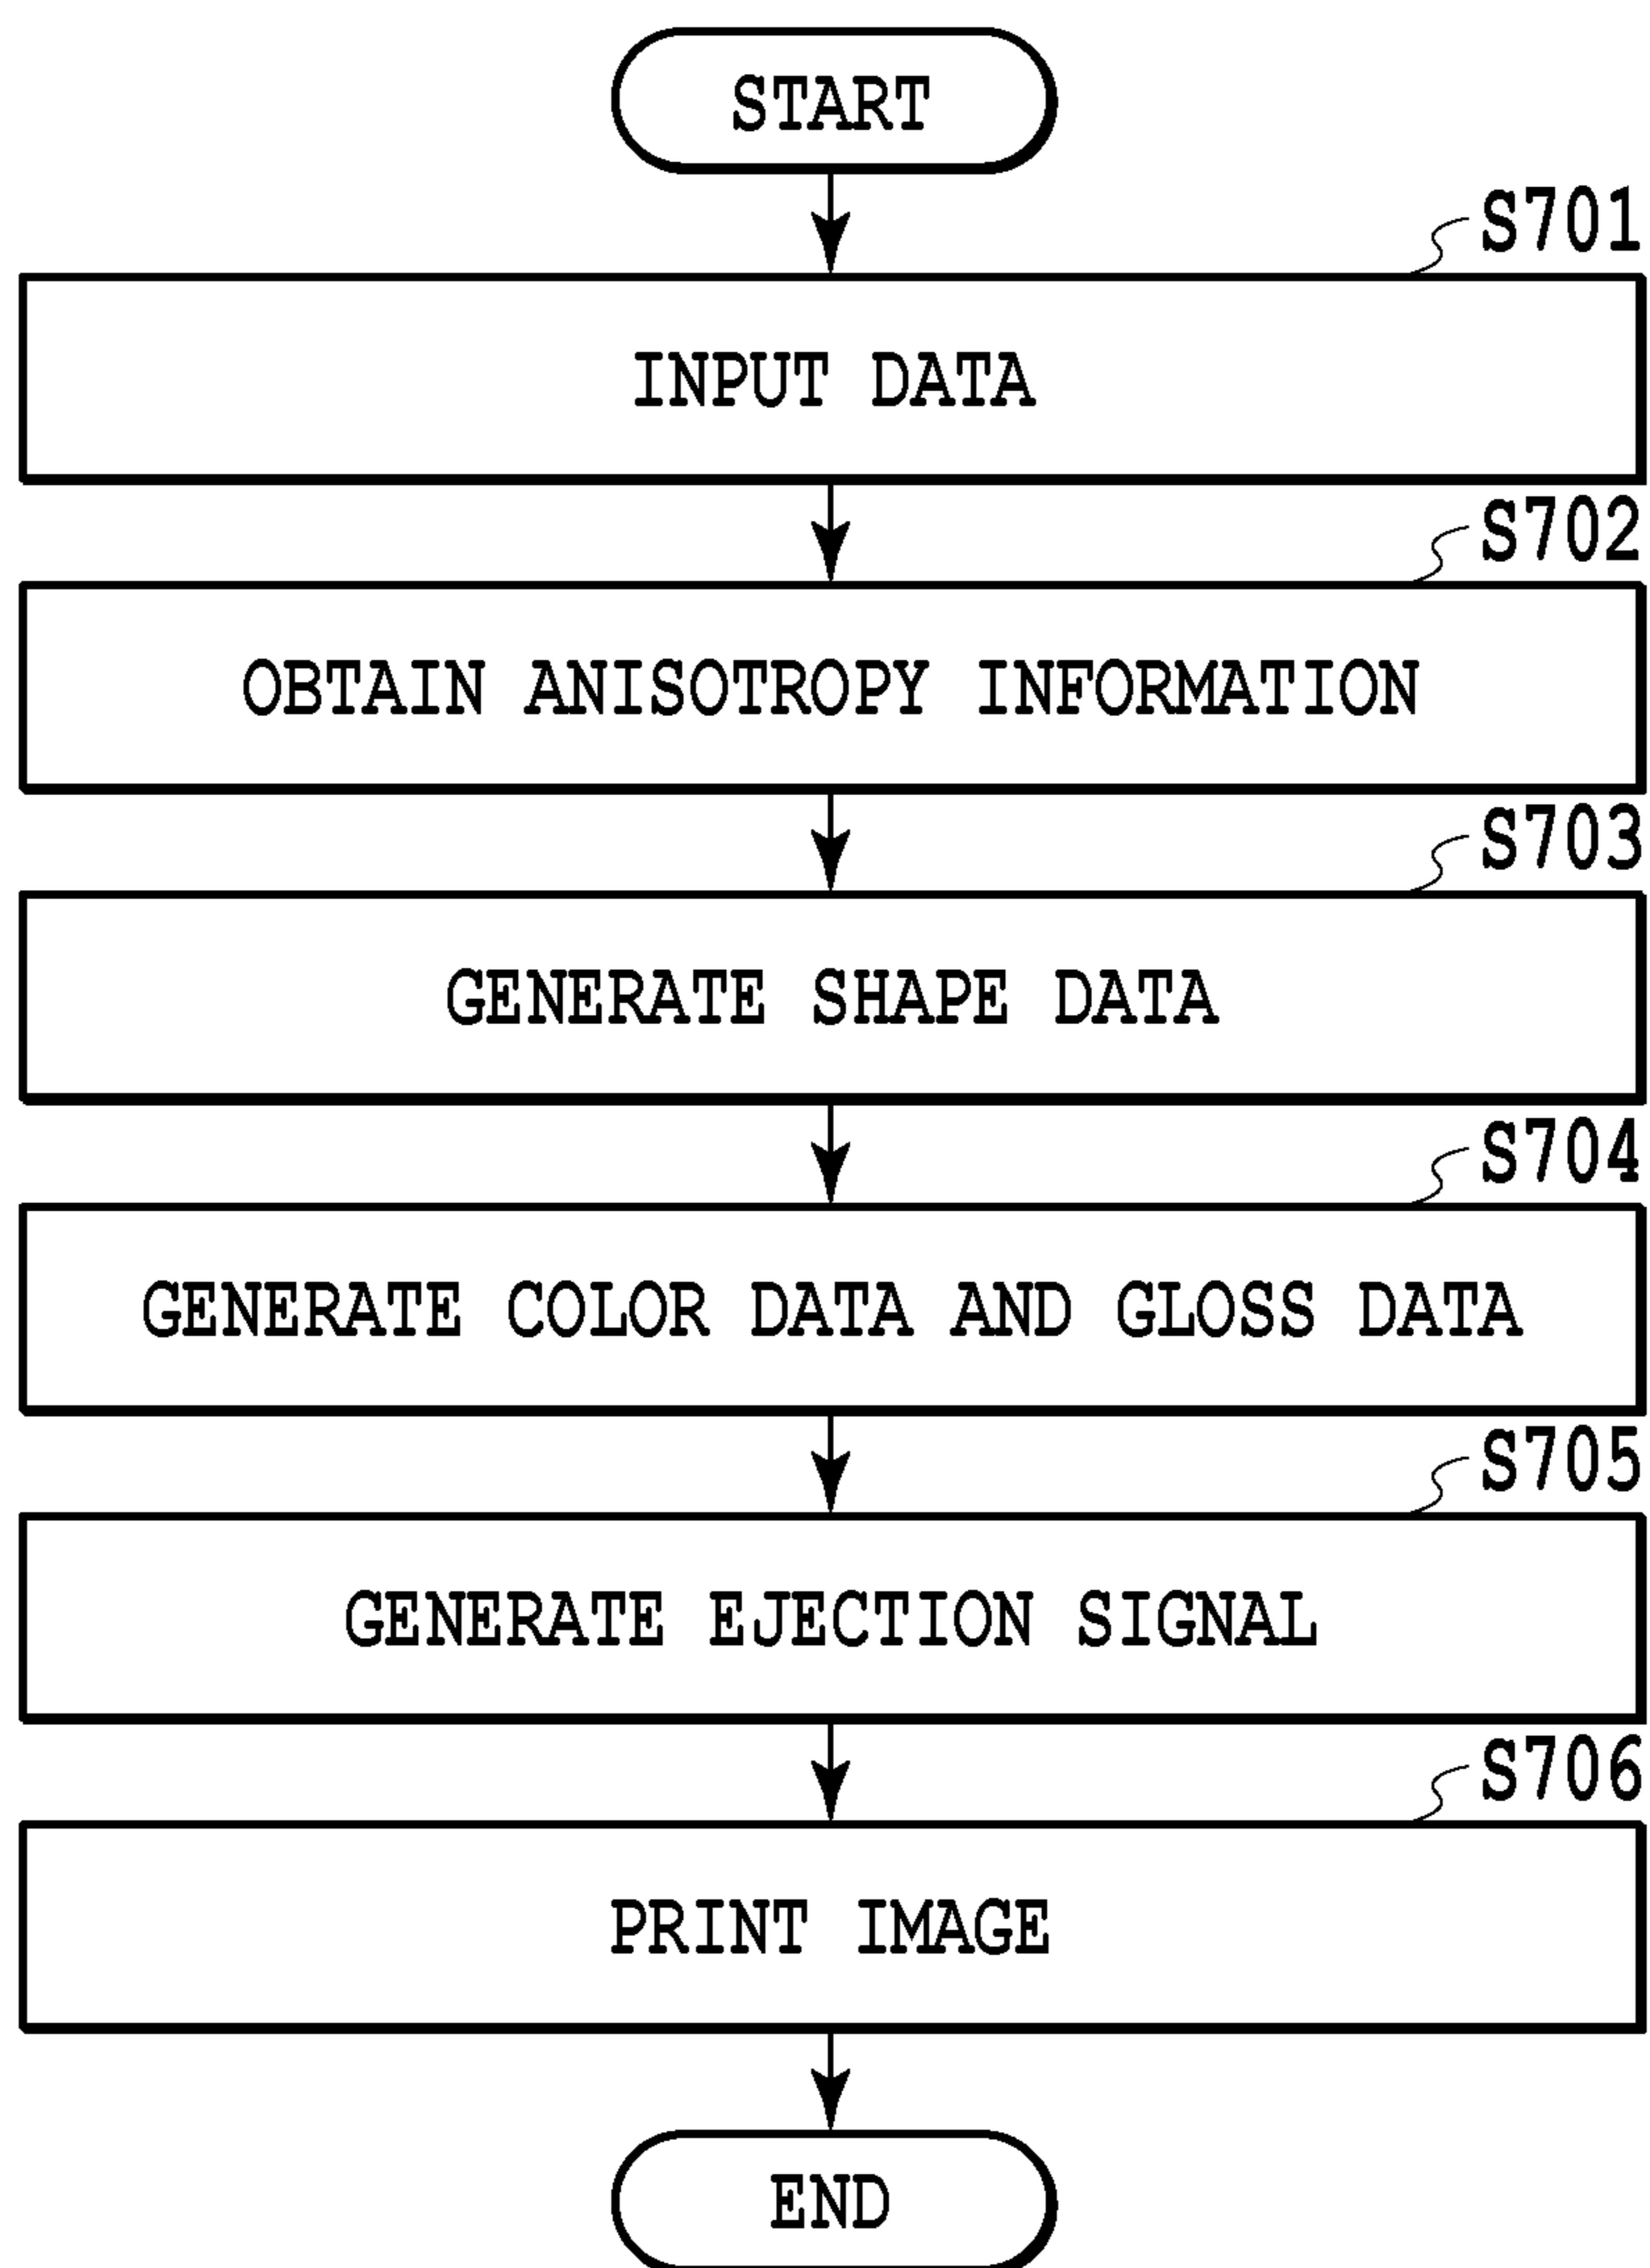 START
S701
INPUT DATA
S702
OBTAIN ANISOTROPY INFORMATION
S703
GENERATE SHAPE DATA
S704
GENERATE COLOR DATA AND GLOSS DATA
S705
GENERATE EJECTION SIGNAL
S706
PRINT IMAGE
END